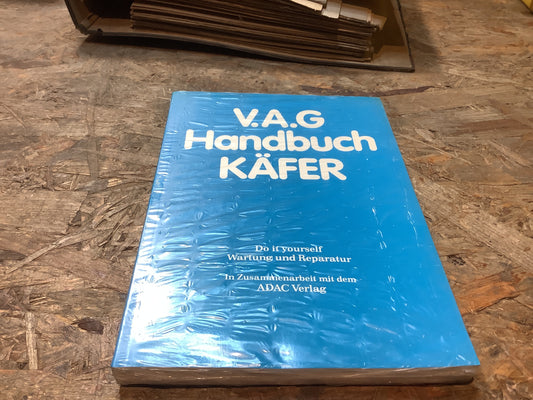 V.A.G
Handbuch
KÄFER
Do it yourself
Wartung und Reparatur
In Zusammenarbeit mit dem
ADAC Verlag